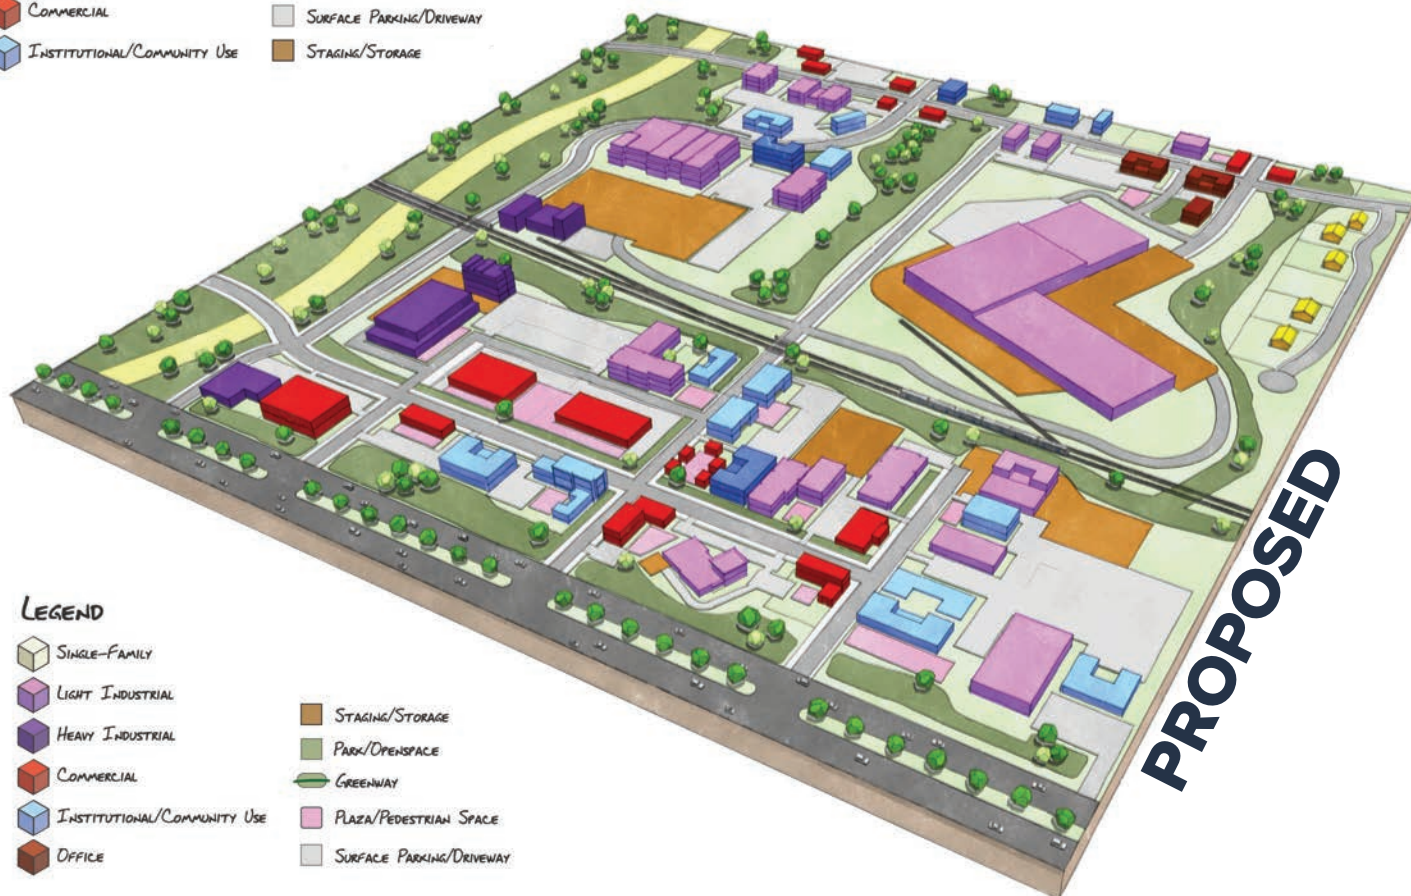 Commercial
Institutional/Community Use
Surface Parking/Driveway
Staging/Storage
PROPOSED
Legend
Single-Family
Light Industrial
Heavy Industrial
Commercial
Institutional/Community Use
Office
Staging/Storage
Park/Openspace
Greenway
Plaza/Pedestrian Space
Surface Parking/Driveway